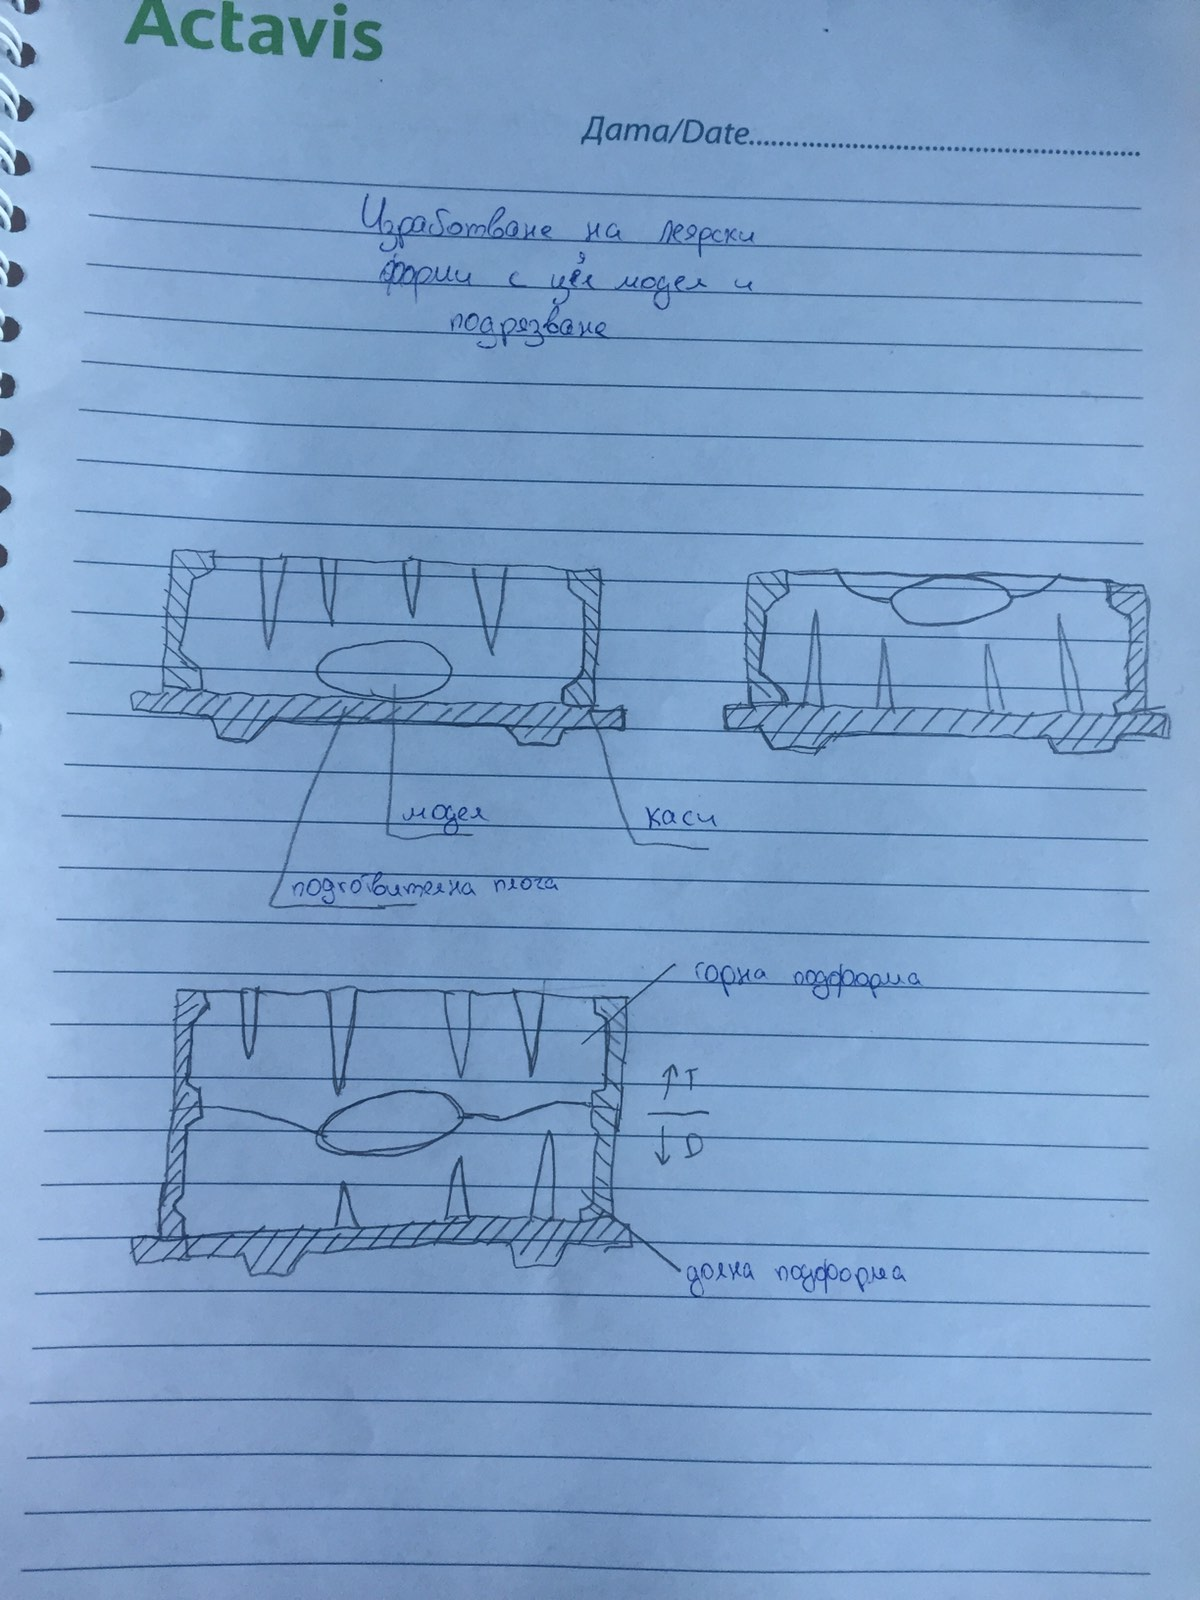 Actavis
Дата/Date
Изработване на леярски
форми с цял модел и
подрязване
модел
каси
подготвителна плоча
горна подформа
Г
D
долна подформа